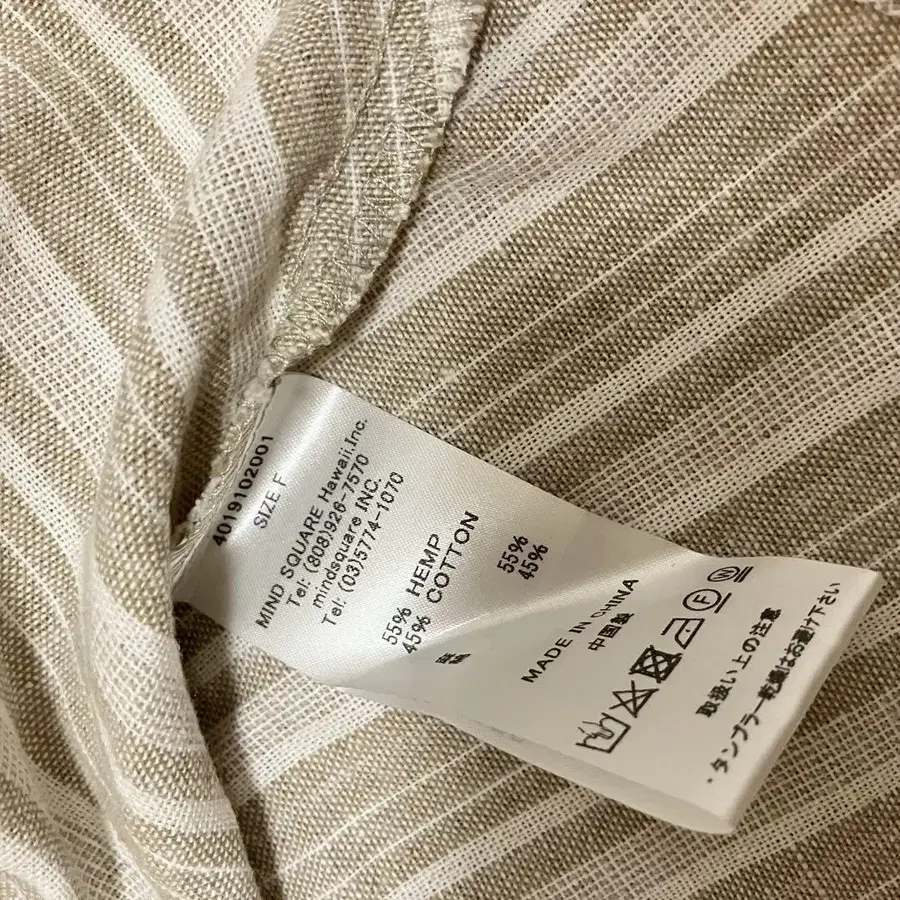 4019102001
SIZE F
MIND SQUARE Hawaii.Inc.
Tel: (808)926-7570
mindsquare INC.
Tel: (03)5774-1070
55% HEMP
45% COTTON
55%
45%
MADE IN CHINA
中国製
F W
取扱い上の注意
・タンブラー乾燥はお避け下さい